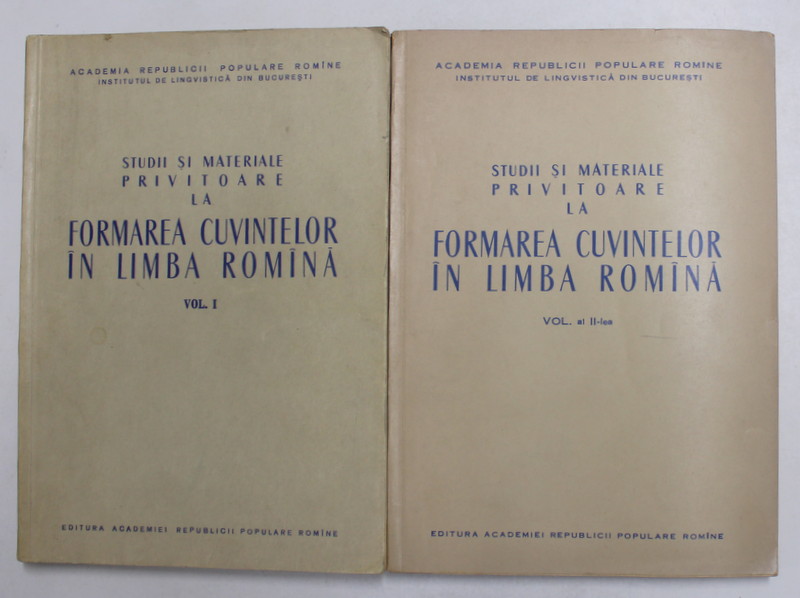 ACADEMIA REPUBLICII POPULARE ROMÎNE
INSTITUTUL DE LINGVISTICĂ DIN BUCUREȘTI
STUDII ȘI MATERIALE
PRIVITOARE
LA
FORMAREA CUVINTELOR
ÎN LIMBA ROMÎNĂ
VOL. I
EDITURA ACADEMIEI REPUBLICII POPULARE ROMÎNE
ACADEMIA REPUBLICII POPULARE ROMÎNE
INSTITUTUL DE LINGVISTICĂ DIN BUCUREȘTI
STUDII ȘI MATERIALE
PRIVITOARE
LA
FORMAREA CUVINTELOR
ÎN LIMBA ROMÎNĂ
VOL. al II-lea
EDITURA ACADEMIEI REPUBLICII POPULARE ROMÎNE